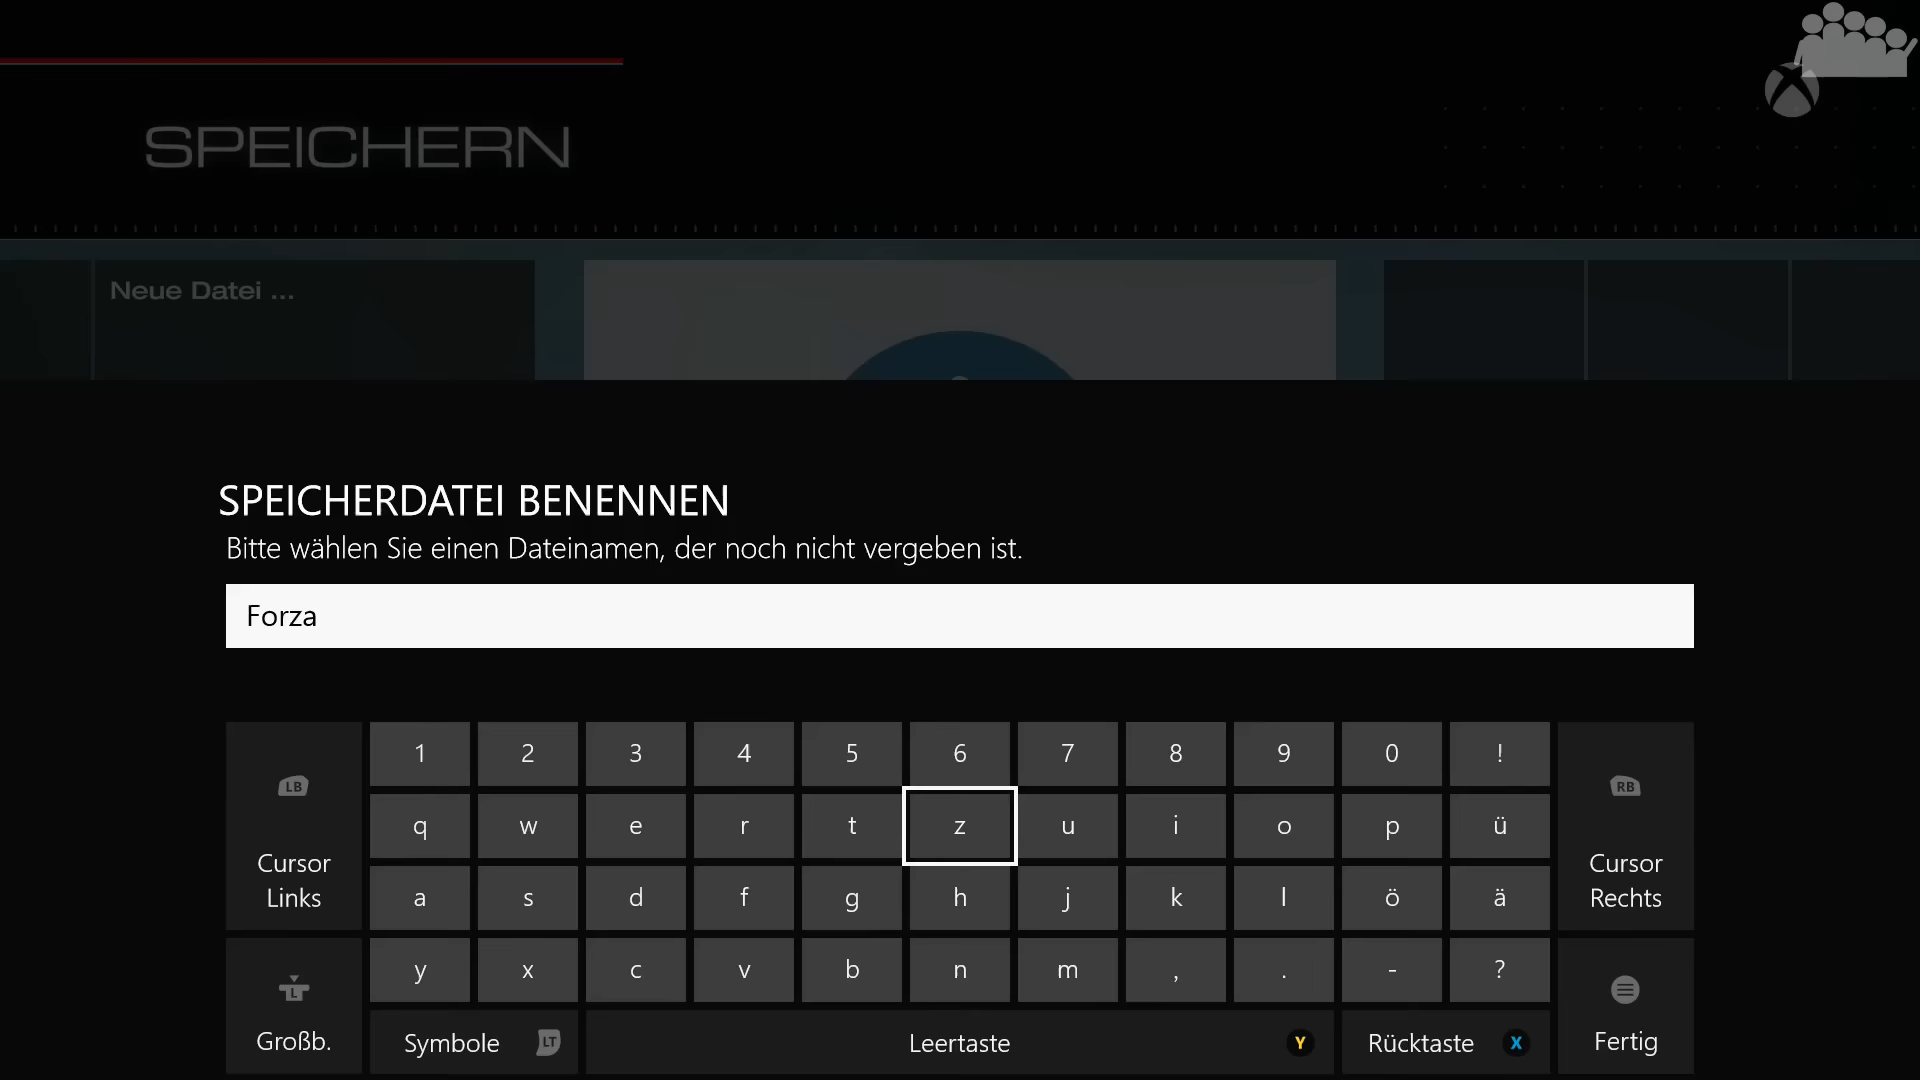 SPEICHERN
Neue Datei ...
SPEICHERDATEI BENENNEN
Bitte wählen Sie einen Dateinamen, der noch nicht vergeben ist.
Forza
1 2 3 4 5 6 7 8 9 0 !
LB RB
q w e r t z u i o p ü
Cursor Links
Cursor Rechts
a s d f g h j k l ö ä
y x c v b n m , . - ?
L
Großb. Symbole LT Leertaste Y Rücktaste X Fertig